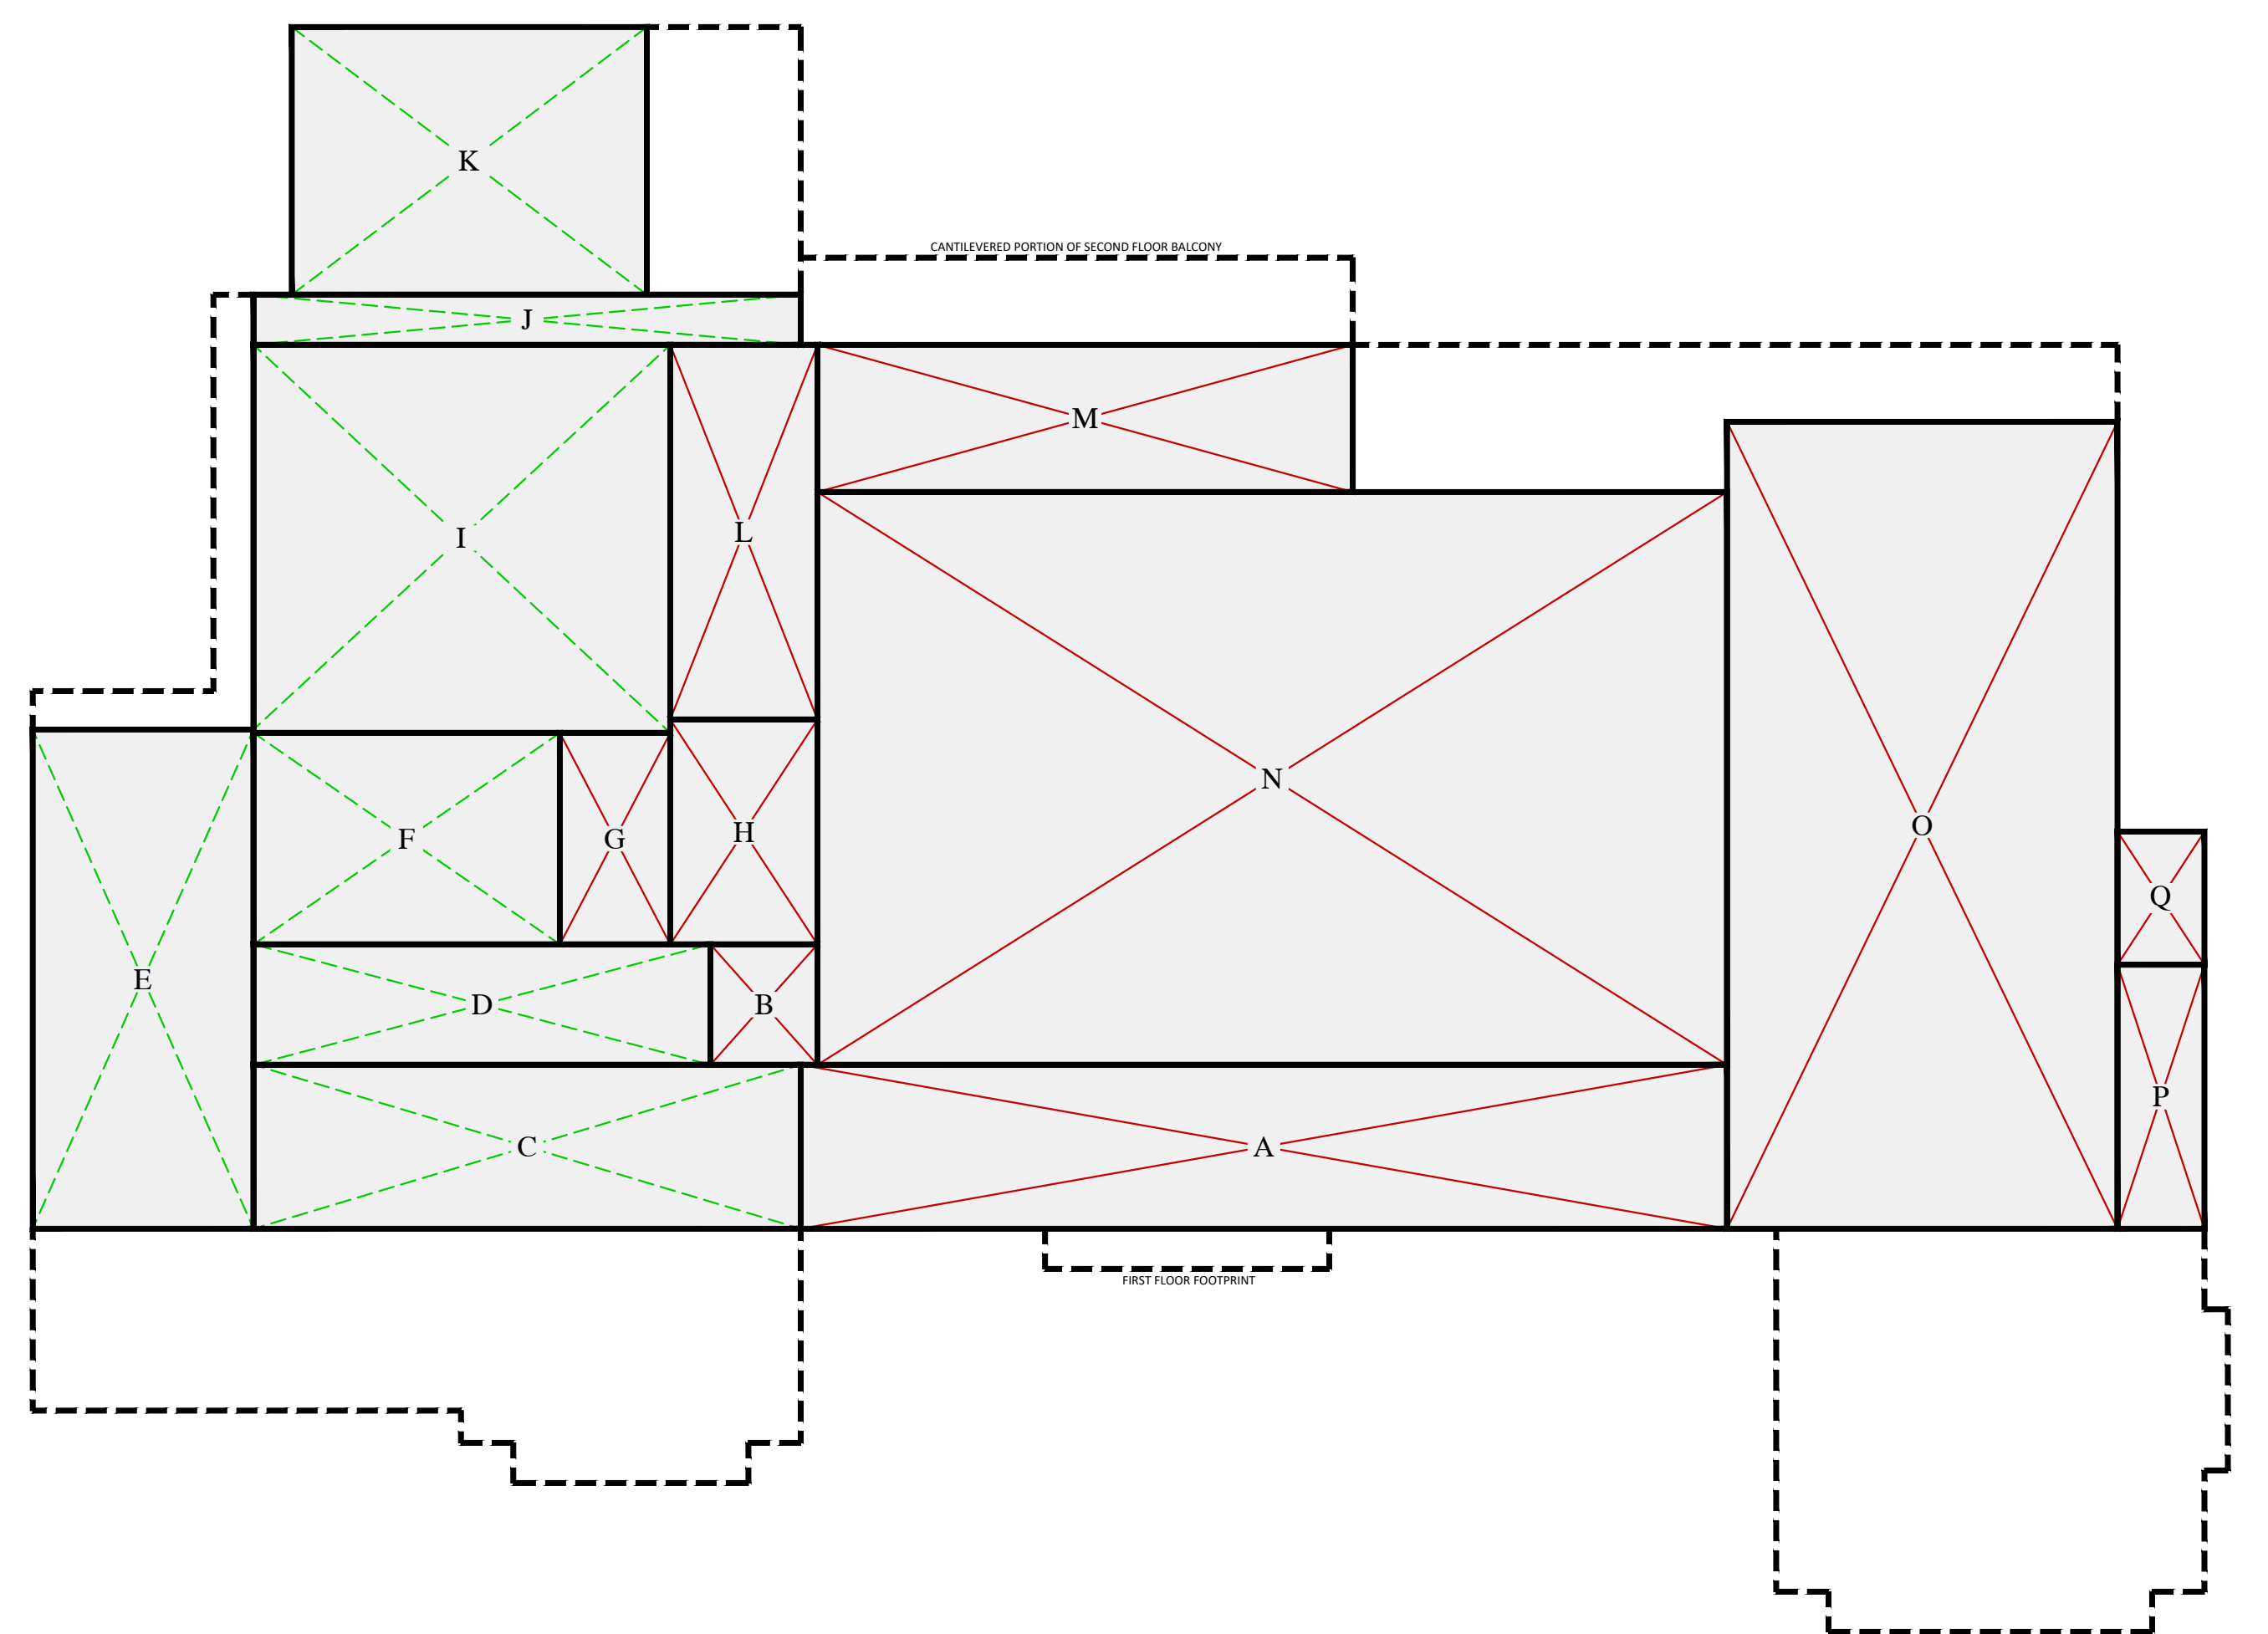 K
CANTILEVERED PORTION OF SECOND FLOOR BALCONY
J
M
I
L
N
O
F
G
H
Q
E
D
B
P
C
A
FIRST FLOOR FOOTPRINT